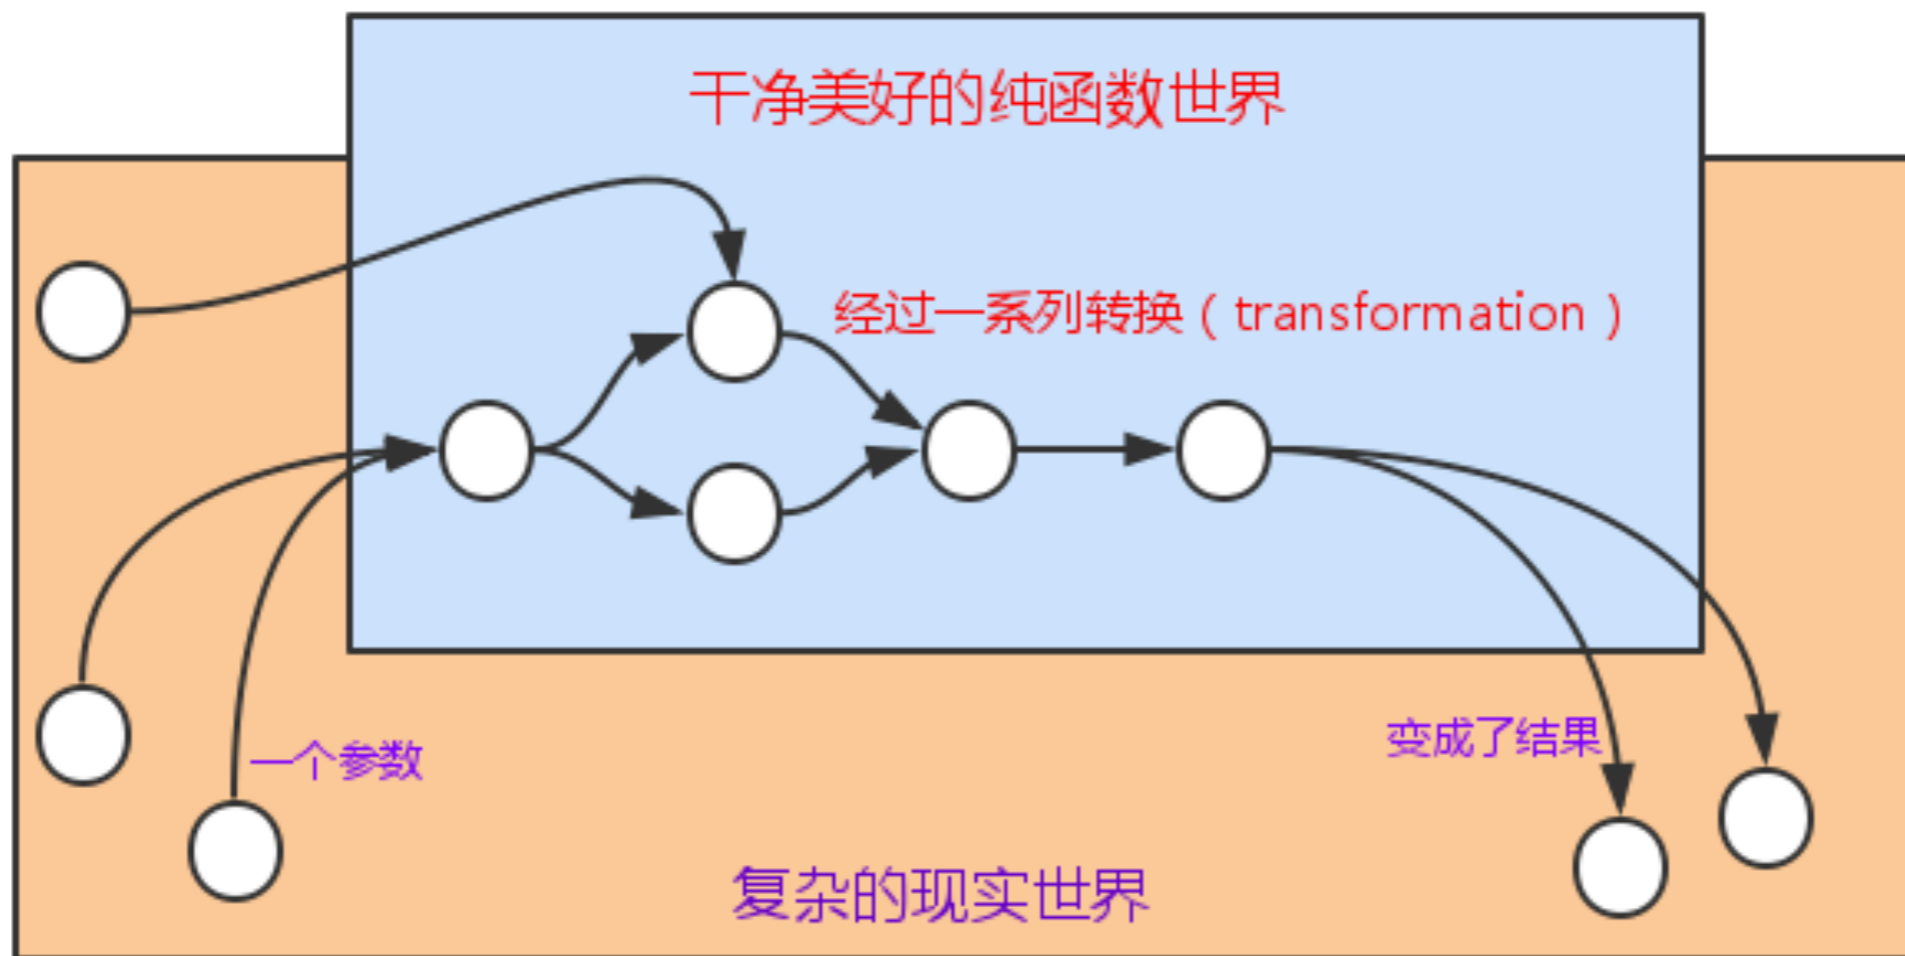 干净美好的纯函数世界
经过一系列转换（transformation）
一个参数
变成了结果
复杂的现实世界